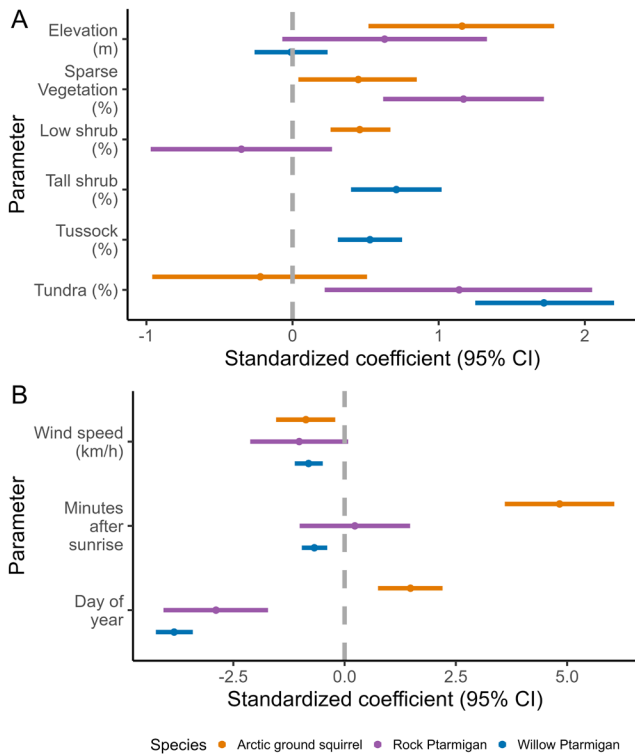 A
Parameter
Elevation
(m)
Sparse
Vegetation
(%)
Low shrub
(%)
Tall shrub
(%)
Tussock
(%)
Tundra (%)
-1 0 1 2
Standardized coefficient (95% CI)
B
Parameter
Wind speed
(km/h)
Minutes
after
sunrise
Day of
year
-2.5 0.0 2.5 5.0
Standardized coefficient (95% CI)
Species Arctic ground squirrel Rock Ptarmigan Willow Ptarmigan